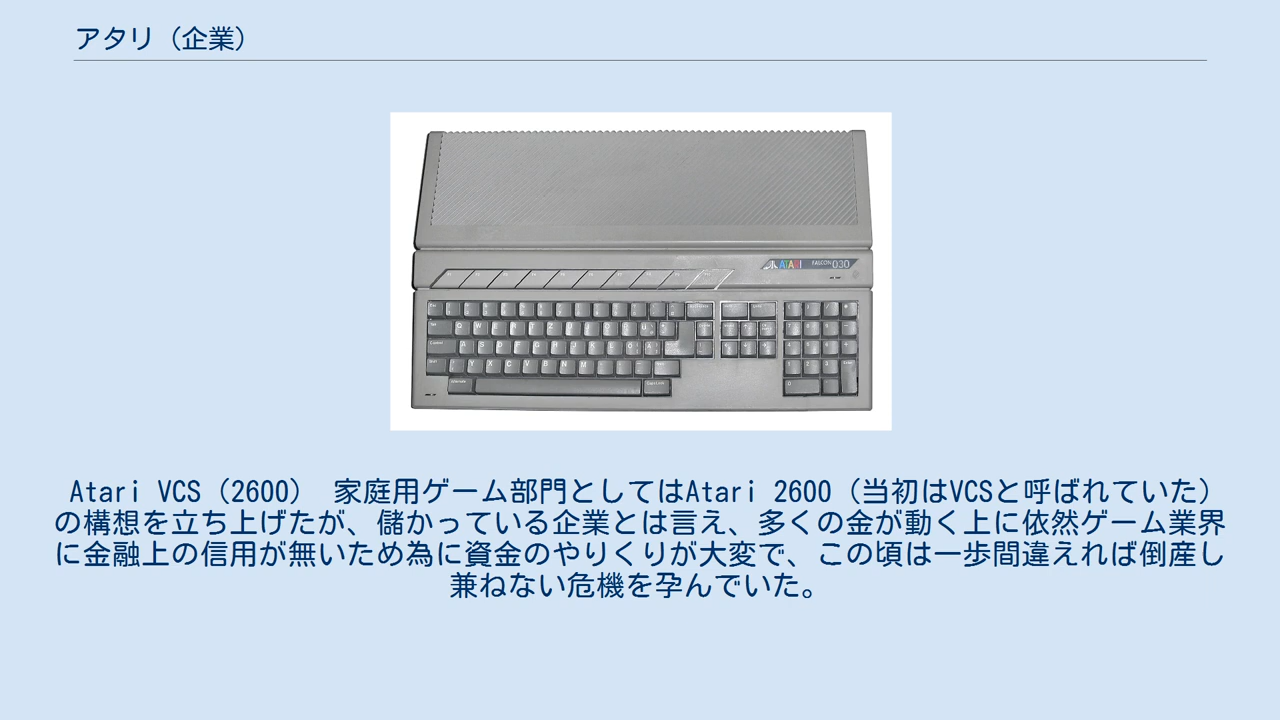 アタリ（企業）
ATARI FALCON 030
Atari VCS（2600） 家庭用ゲーム部門としてはAtari 2600（当初はVCSと呼ばれていた）
の構想を立ち上げたが、儲かっている企業とは言え、多くの金が動く上に依然ゲーム業界
に金融上の信用が無いため為に資金のやりくりが大変で、この頃は一歩間違えれば倒産し
兼ねない危機を孕んでいた。